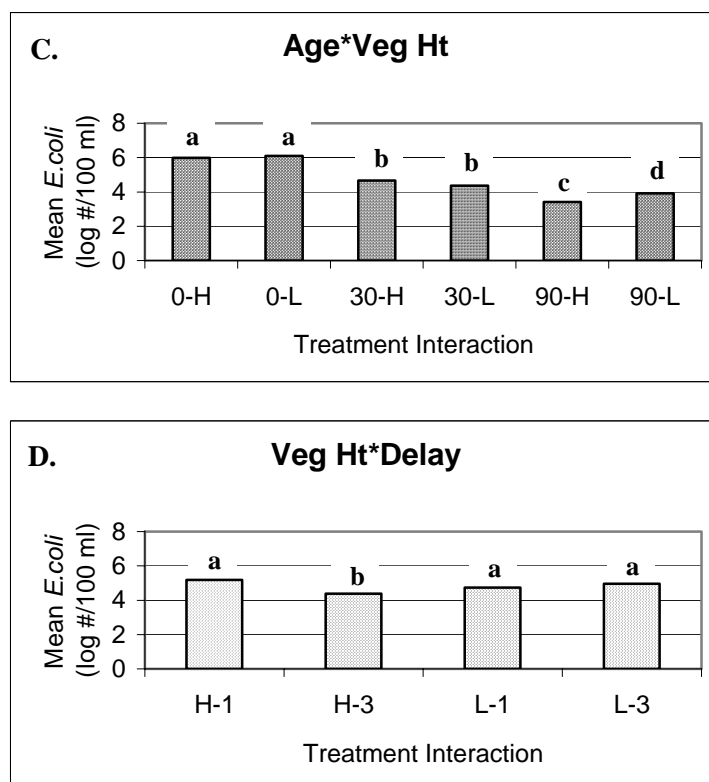 C.
Age*Veg Ht
Mean E.coli
(log #/100 ml)
8
6
4
2
0
a
a
b
b
c
d
0-H 0-L 30-H 30-L 90-H 90-L
Treatment Interaction
D.
Veg Ht*Delay
Mean E.coli
(log #/100 ml)
8
6
4
2
0
a
b
a
a
H-1 H-3 L-1 L-3
Treatment Interaction